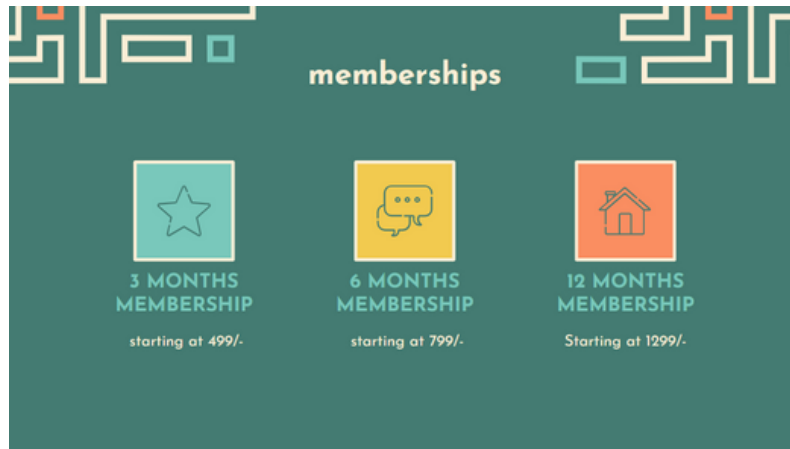 memberships
3 MONTHS
MEMBERSHIP
starting at 499/-
6 MONTHS
MEMBERSHIP
starting at 799/-
12 MONTHS
MEMBERSHIP
Starting at 1299/-